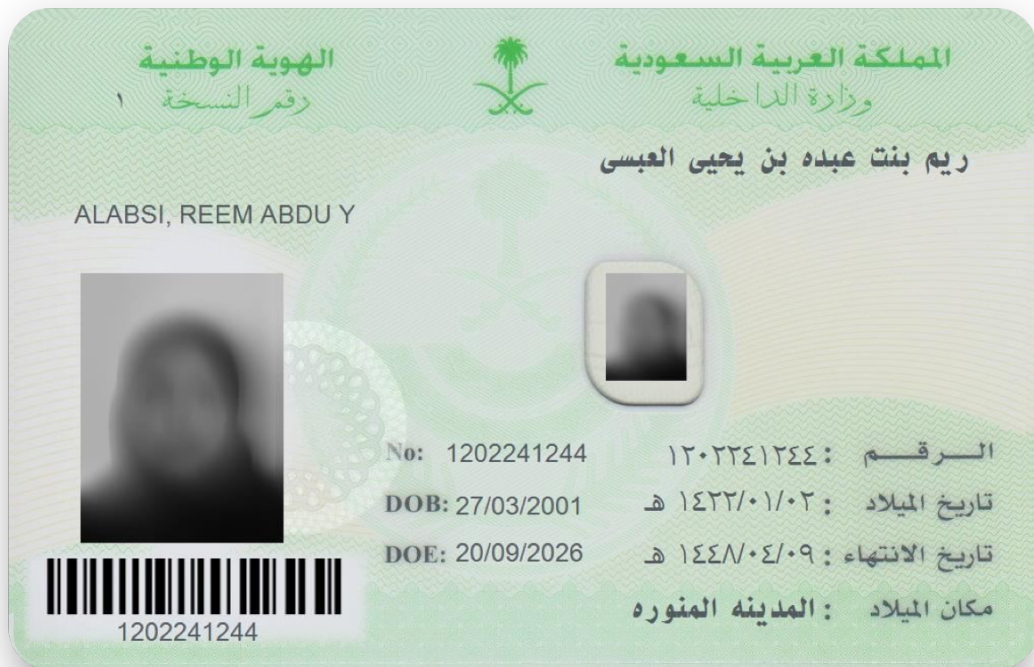 المملكة العربية السعودية
وزارة الداخلية
الهوية الوطنية
رقم النسخة ١
ريم بنت عبده بن يحيى العبسى
ALABSI, REEM ABDU Y
الـرقـم : ١٢٠٢٢٤١٢٤٤
No: 1202241244
تاريخ الميلاد : ١٤٢٢/٠١/٠٢ هـ
DOB: 27/03/2001
تاريخ الانتهاء : ١٤٤٨/٠٤/٠٩ هـ
DOE: 20/09/2026
مكان الميلاد : المدينه المنوره
1202241244